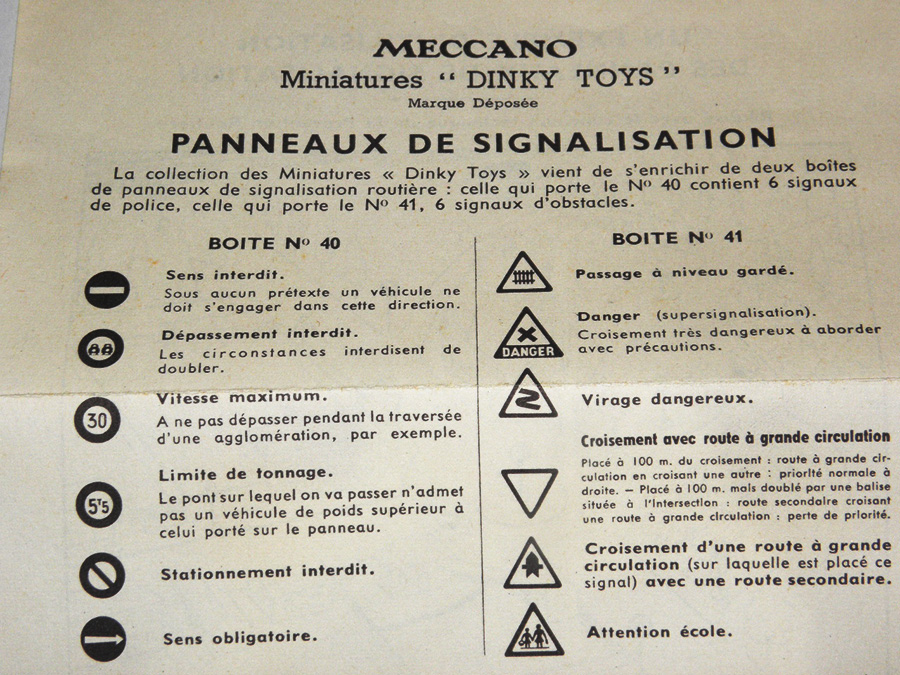 MECCANO
Miniatures “ DINKY TOYS ”
Marque Déposée
PANNEAUX DE SIGNALISATION
La collection des Miniatures « Dinky Toys » vient de s'enrichir de deux boîtes
de panneaux de signalisation routière : celle qui porte le Nº 40 contient 6 signaux
de police, celle qui porte le Nº 41, 6 signaux d'obstacles.
BOITE Nº 40
Sens interdit.
Sous aucun prétexte un véhicule ne
doit s'engager dans cette direction.
Dépassement interdit.
Les circonstances interdisent de
doubler.
30
Vitesse maximum.
A ne pas dépasser pendant la traversée
d'une agglomération, par exemple.
5T5
Limite de tonnage.
Le pont sur lequel on va passer n'admet
pas un véhicule de poids supérieur à
celui porté sur le panneau.
Stationnement interdit.
Sens obligatoire.
BOITE Nº 41
Passage à niveau gardé.
DANGER
Danger (supersignalisation).
Croisement très dangereux à aborder
avec précautions.
Virage dangereux.
Croisement avec route à grande circulation
Placé à 100 m. du croisement : route à grande cir-
culation en croisant une autre : priorité normale à
droite. — Placé à 100 m. mais doublé par une balise
située à l'intersection : route secondaire croisant
une route à grande circulation : perte de priorité.
Croisement d'une route à grande
circulation (sur laquelle est placé ce
signal) avec une route secondaire.
Attention école.